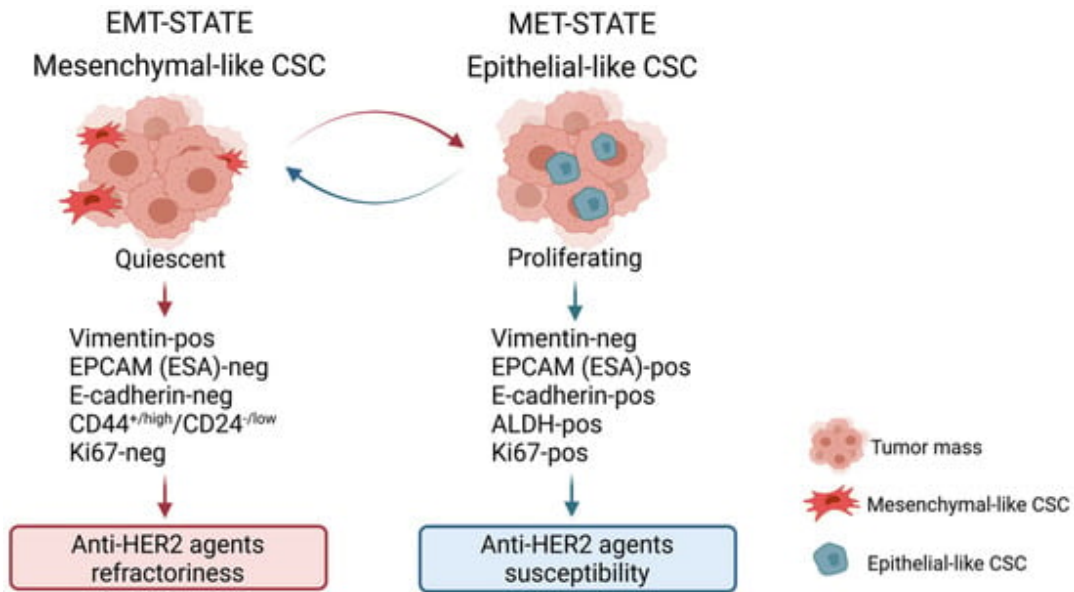 EMT-STATE
Mesenchymal-like CSC
Quiescent
Vimentin-pos
EPCAM (ESA)-neg
E-cadherin-neg
CD44+/high/CD24-/low
Ki67-neg
Anti-HER2 agents
refractoriness
MET-STATE
Epithelial-like CSC
Proliferating
Vimentin-neg
EPCAM (ESA)-pos
E-cadherin-pos
ALDH-pos
Ki67-pos
Anti-HER2 agents
susceptibility
Tumor mass
Mesenchymal-like CSC
Epithelial-like CSC